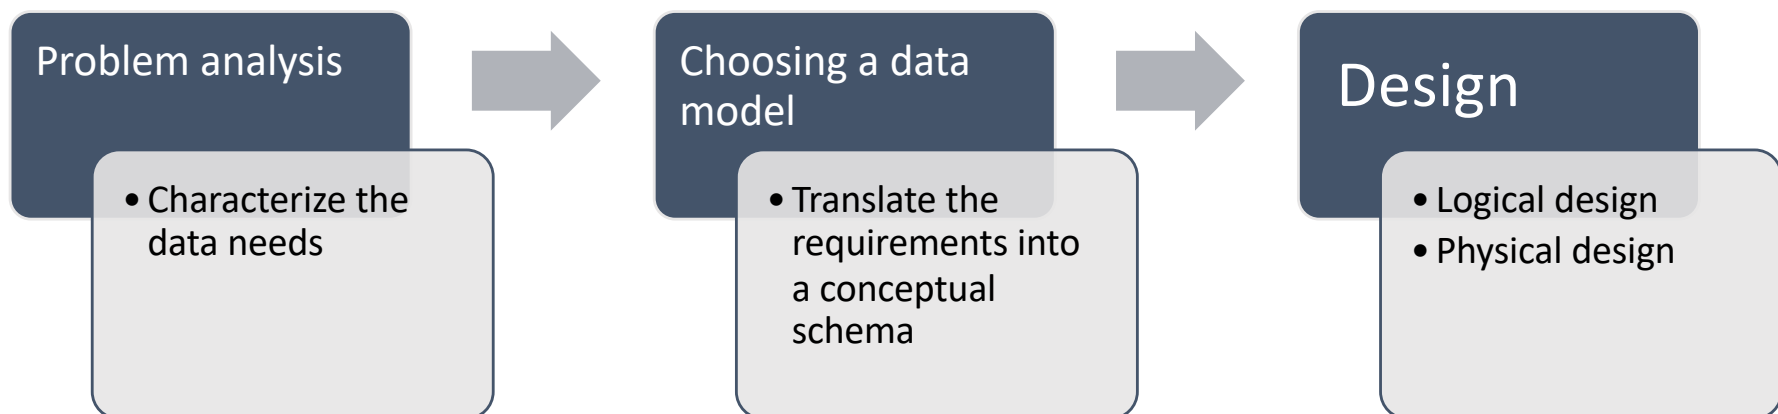 Problem analysis
• Characterize the
data needs
Choosing a data
model
• Translate the
requirements into
a conceptual
schema
Design
• Logical design
• Physical design